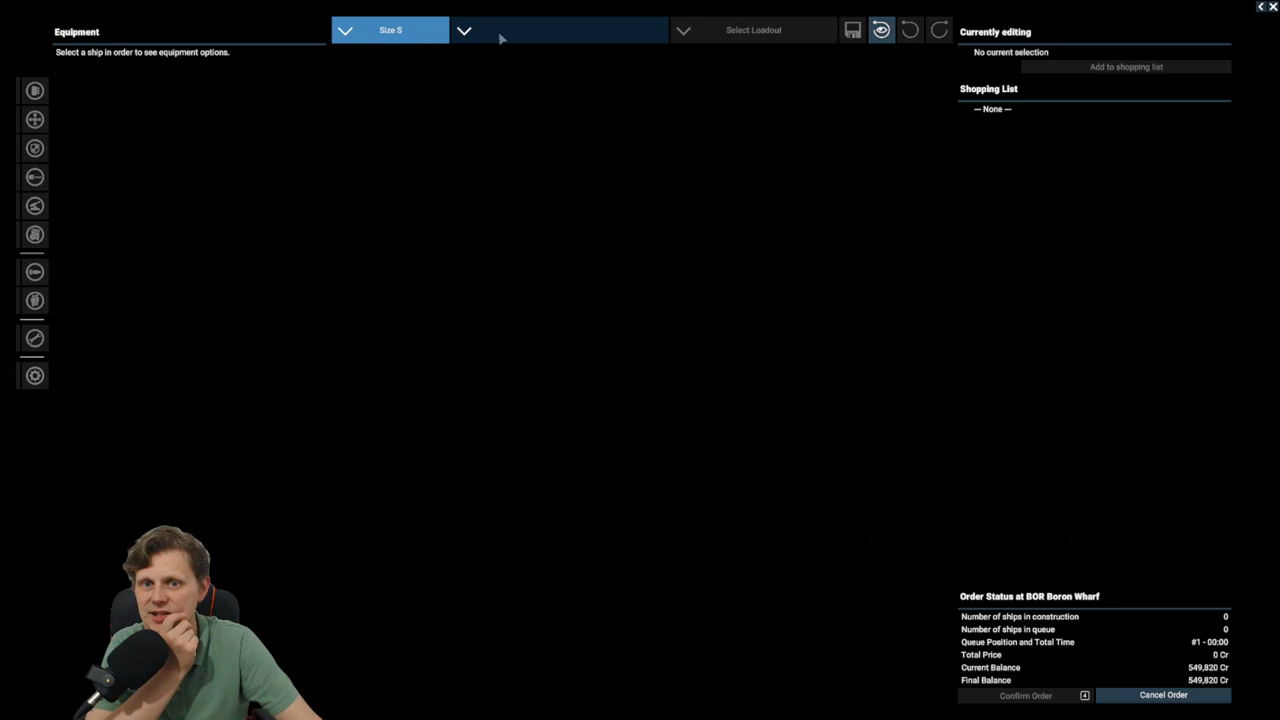 Equipment
Select a ship in order to see equipment options.
Size S
Select Loadout
Currently editing
No current selection
Add to shopping list
Shopping List
--- None ---
Order Status at BOR Boron Wharf
Number of ships in construction 0
Number of ships in queue 0
Queue Position and Total Time #1 - 00:00
Total Price 0 Cr
Current Balance 549,820 Cr
Final Balance 549,820 Cr
Confirm Order 4
Cancel Order